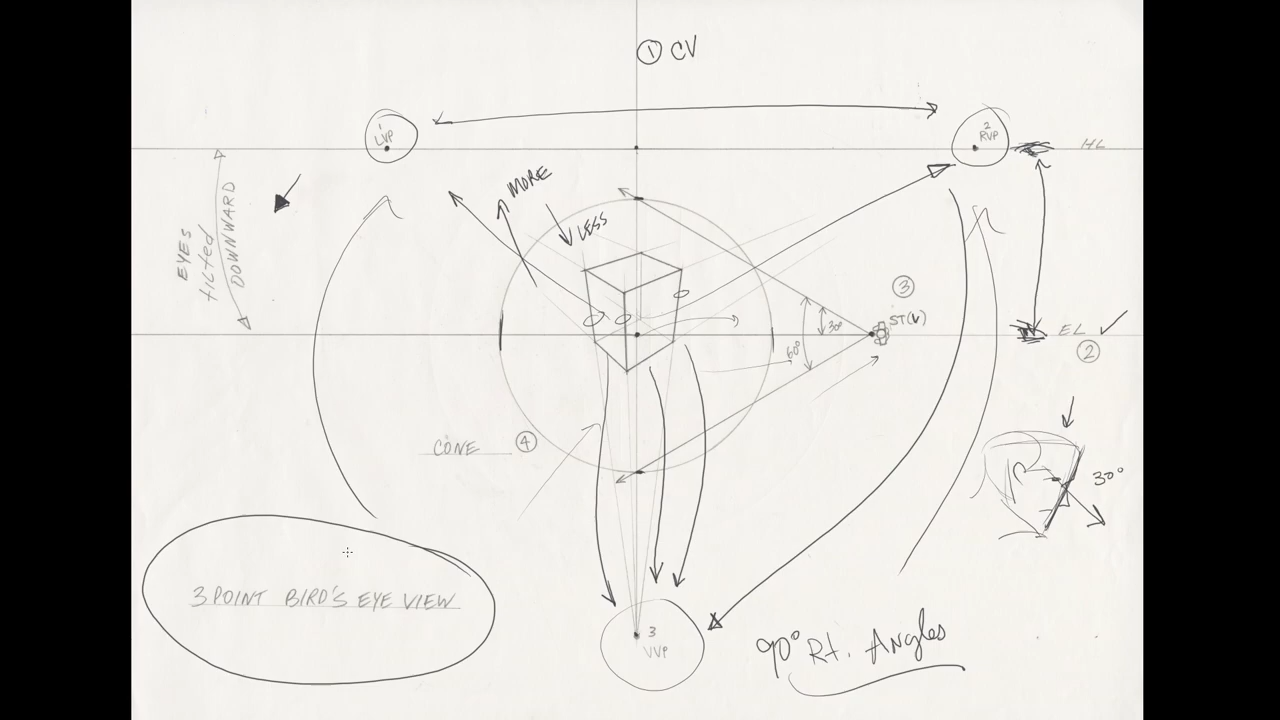 ① CV
1
LVP
2
RVP
HL
MORE
LESS
EYES
tilted
DOWNWARD
③
ST(V)
30°
60°
EL ✓
②
CONE ④
30°
3 POINT BIRD'S EYE VIEW
3
VVP
90° Rt. Angles